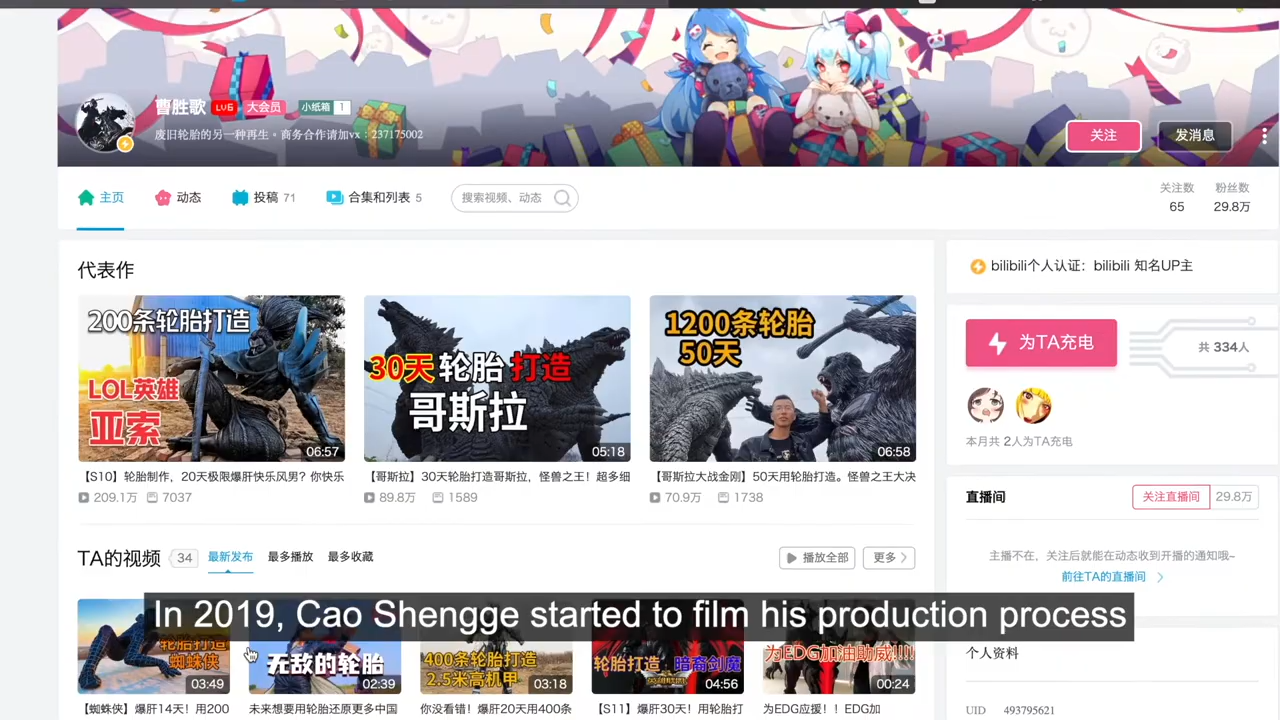 曹胜歌 LV6 大会员 小纸箱 1
废旧轮胎的另一种再生。商务合作请加vx：237175002
关注
发消息
主页
动态
投稿 71
合集和列表 5
搜索视频、动态
关注数
65
粉丝数
29.8万
代表作
200条轮胎打造
LOL英雄
亚索
06:57
【S10】轮胎制作，20天极限爆肝快乐风男？你快乐
209.1万 7037
30天轮胎打造
哥斯拉
05:18
【哥斯拉】30天轮胎打造哥斯拉，怪兽之王！超多细
89.8万 1589
1200条轮胎
50天
06:58
【哥斯拉大战金刚】50天用轮胎打造。怪兽之王大决
70.9万 1738
bilibili个人认证：bilibili 知名UP主
为TA充电
共 334人
本月共 2人为TA充电
直播间
关注直播间 29.8万
主播不在，关注后就能在动态收到开播的通知哦~
前往TA的直播间
TA的视频 34
最新发布
最多播放
最多收藏
播放全部
更多
In 2019, Cao Shengge started to film his production process
轮胎打造
蜘蛛侠
03:49
【蜘蛛侠】爆肝14天！用200
无敌的轮胎
02:39
未来想要用轮胎还原更多中国
400条轮胎打造
2.5米高机甲
03:18
你没看错！爆肝20天用400条
轮胎打造 暗裔剑魔
04:56
【S11】爆肝30天！用轮胎打
为EDG加油助威!!!!
00:24
为EDG应援！！EDG加
个人资料
UID 493795621